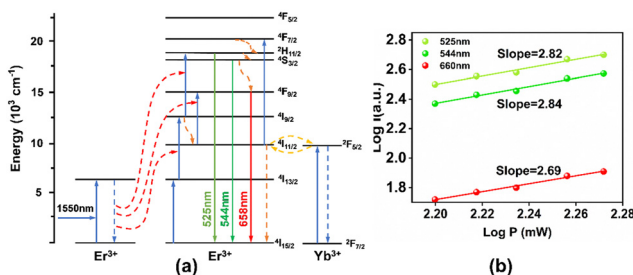 ⁴F₅/₂
⁴F₇/₂
²H₁₁/₂
⁴S₃/₂
⁴F₉/₂
⁴I₉/₂
⁴I₁₁/₂
²F₅/₂
⁴I₁₃/₂
⁴I₁₅/₂
²F₇/₂
Energy (10³ cm⁻¹)
20
15
10
5
0
1550nm
525nm
544nm
658nm
Er³⁺
Er³⁺
Yb³⁺
(a)
525nm
544nm
660nm
Slope=2.82
Slope=2.84
Slope=2.69
Log I(a.u.)
2.8
2.6
2.4
2.2
2.0
1.8
2.20
2.22
2.24
2.26
2.28
Log P (mW)
(b)